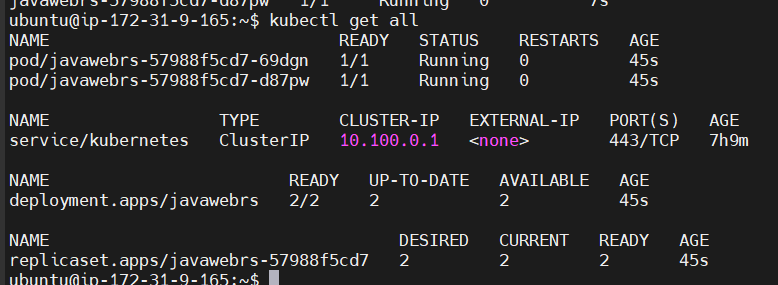 javawebrs-57988f5cd7-d87pw 1/1 Running 0 7s
ubuntu@ip-172-31-9-165:~$ kubectl get all
NAME READY STATUS RESTARTS AGE
pod/javawebrs-57988f5cd7-69dgn 1/1 Running 0 45s
pod/javawebrs-57988f5cd7-d87pw 1/1 Running 0 45s
NAME TYPE CLUSTER-IP EXTERNAL-IP PORT(S) AGE
service/kubernetes ClusterIP 10.100.0.1 <none> 443/TCP 7h9m
NAME READY UP-TO-DATE AVAILABLE AGE
deployment.apps/javawebrs 2/2 2 2 45s
NAME DESIRED CURRENT READY AGE
replicaset.apps/javawebrs-57988f5cd7 2 2 2 45s
ubuntu@ip-172-31-9-165:~$